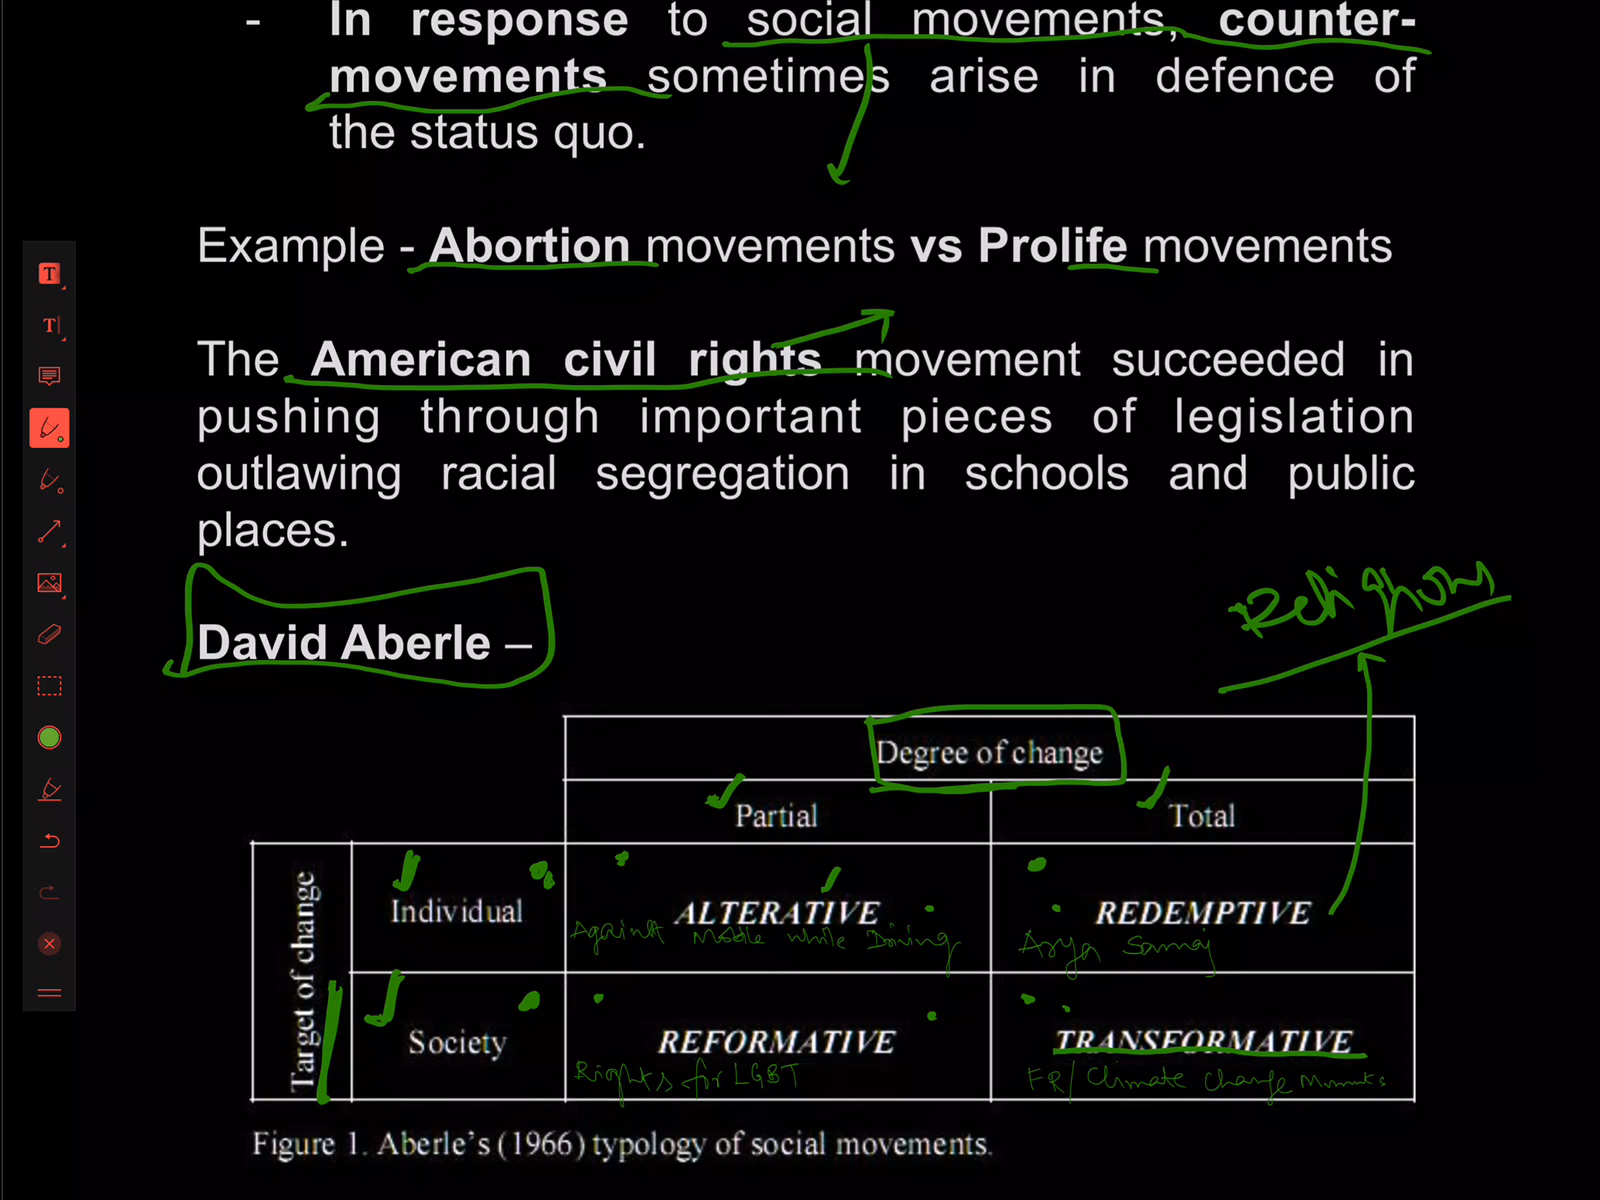 - In response to social movements, counter-
movements sometimes arise in defence of
the status quo.
Example - Abortion movements vs Prolife movements
The American civil rights movement succeeded in
pushing through important pieces of legislation
outlawing racial segregation in schools and public
places.
Religious
David Aberle –
Degree of change
Partial
Total
Target of change
Individual
ALTERATIVE
REDEMPTIVE
Against Mobile while Driving
Arya Samaj
Society
REFORMATIVE
TRANSFORMATIVE
Rights for LGBT
FR/ Climate Change
Figure 1. Aberle's (1966) typology of social movements.